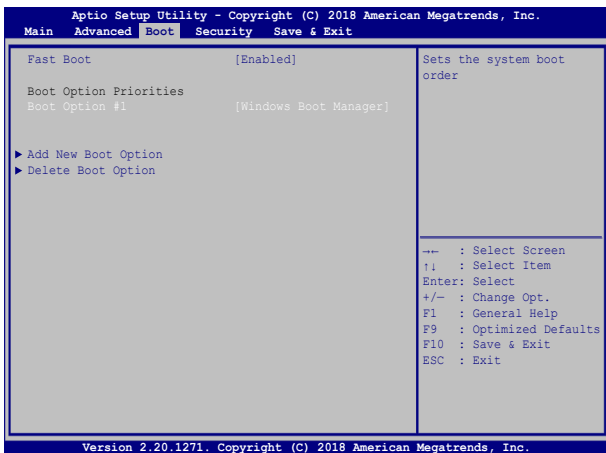 Aptio Setup Utility - Copyright (C) 2018 American Megatrends, Inc.
Main Advanced Boot Security Save & Exit
Fast Boot [Enabled]
Boot Option Priorities
Boot Option #1 [Windows Boot Manager]
▶ Add New Boot Option
▶ Delete Boot Option
Sets the system boot
order
→← : Select Screen
↑↓ : Select Item
Enter: Select
+/— : Change Opt.
F1 : General Help
F9 : Optimized Defaults
F10 : Save & Exit
ESC : Exit
Version 2.20.1271. Copyright (C) 2018 American Megatrends, Inc.